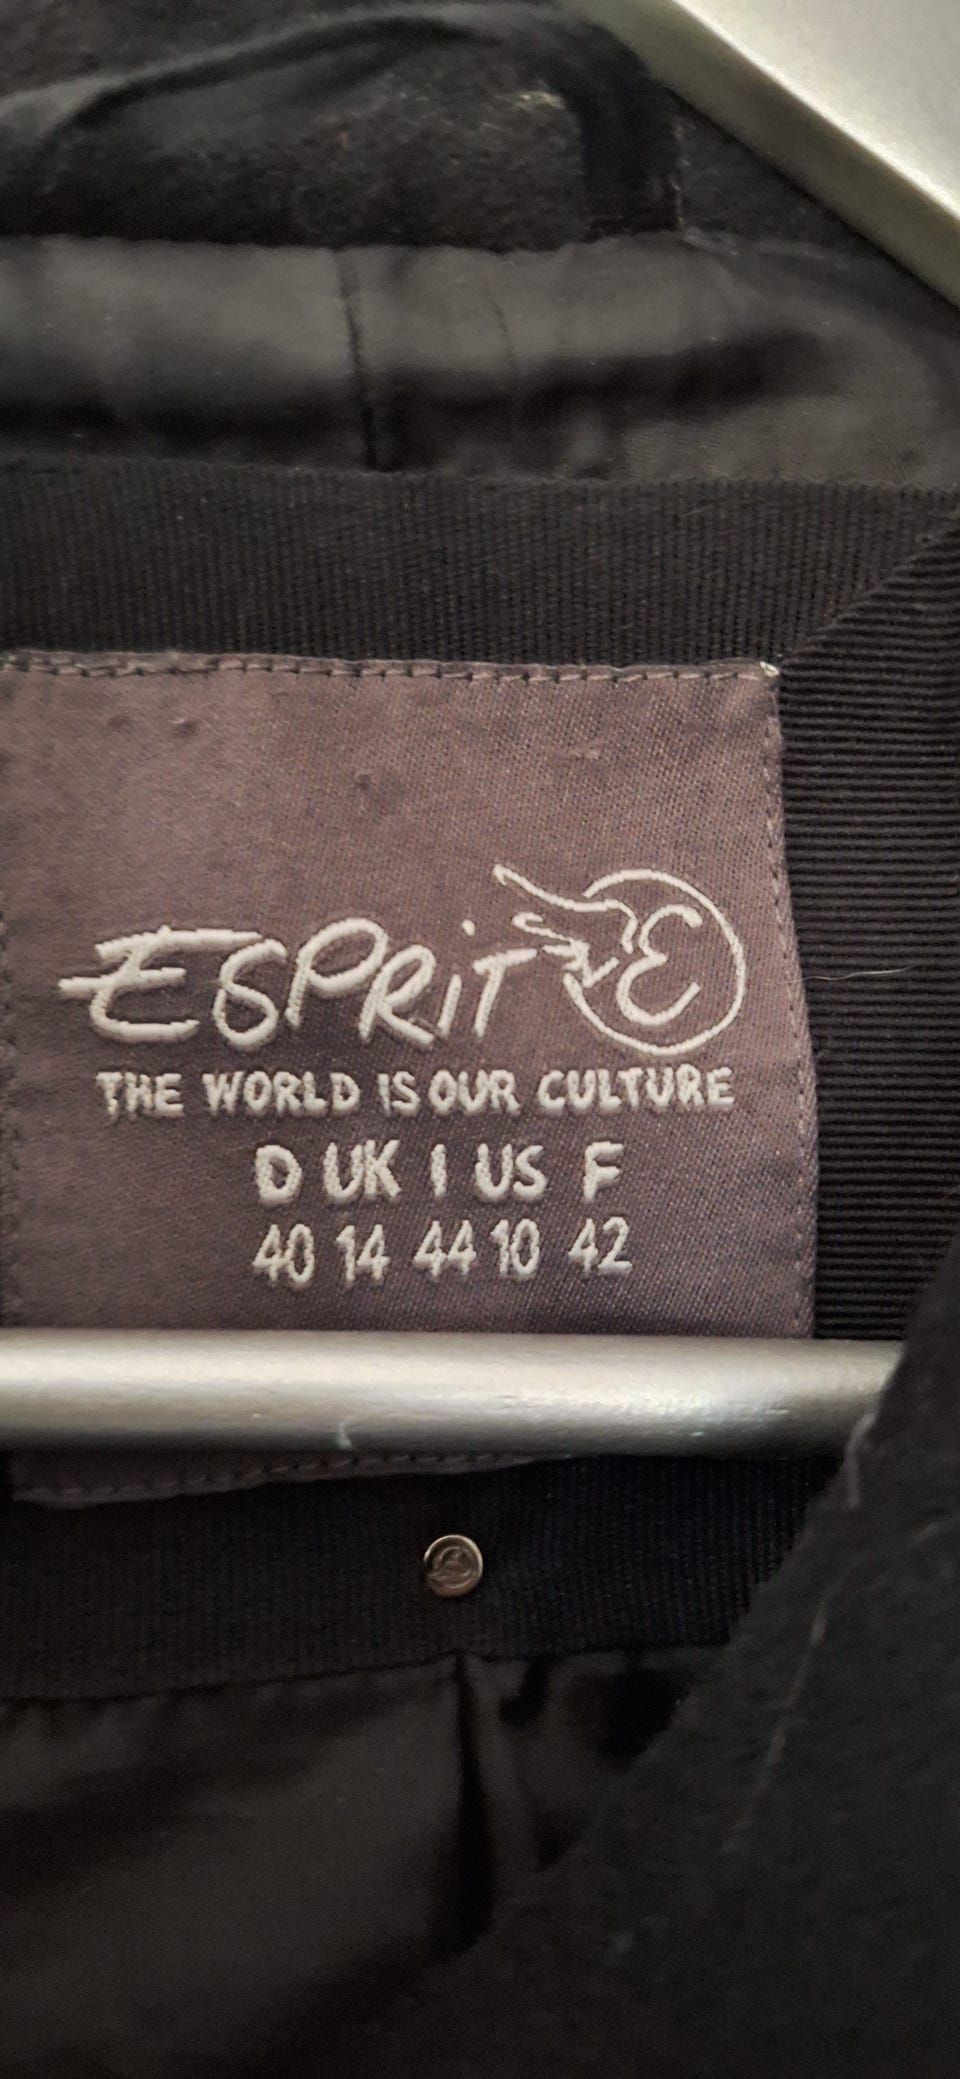 ESPRiT E
THE WORLD IS OUR CULTURE
D UK I US F
40 14 44 10 42